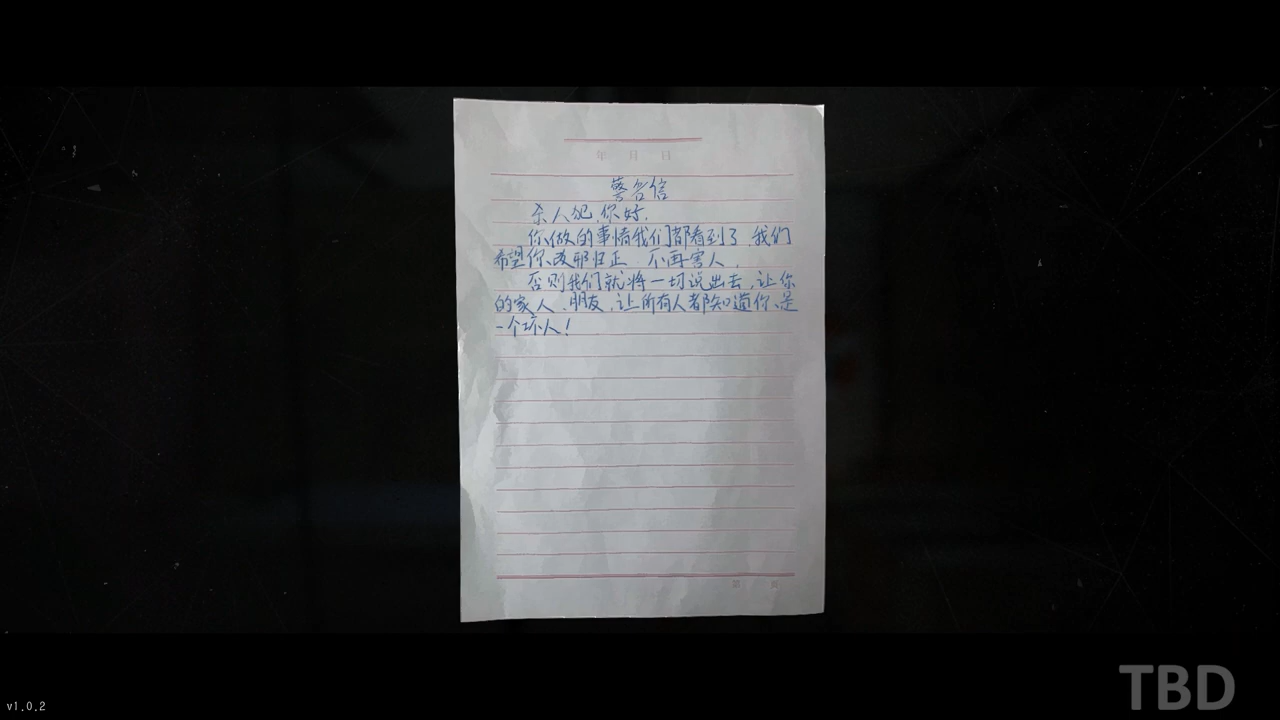 年 月 日
警告信
杀人犯，你好，
你做的事情我们都看到了，我们
希望你改邪归正，不再害人，
否则我们就将一切说出去，让你
的家人、朋友，让所有人都知道你是
一个坏人！
第 页
TBD
v1.0.2